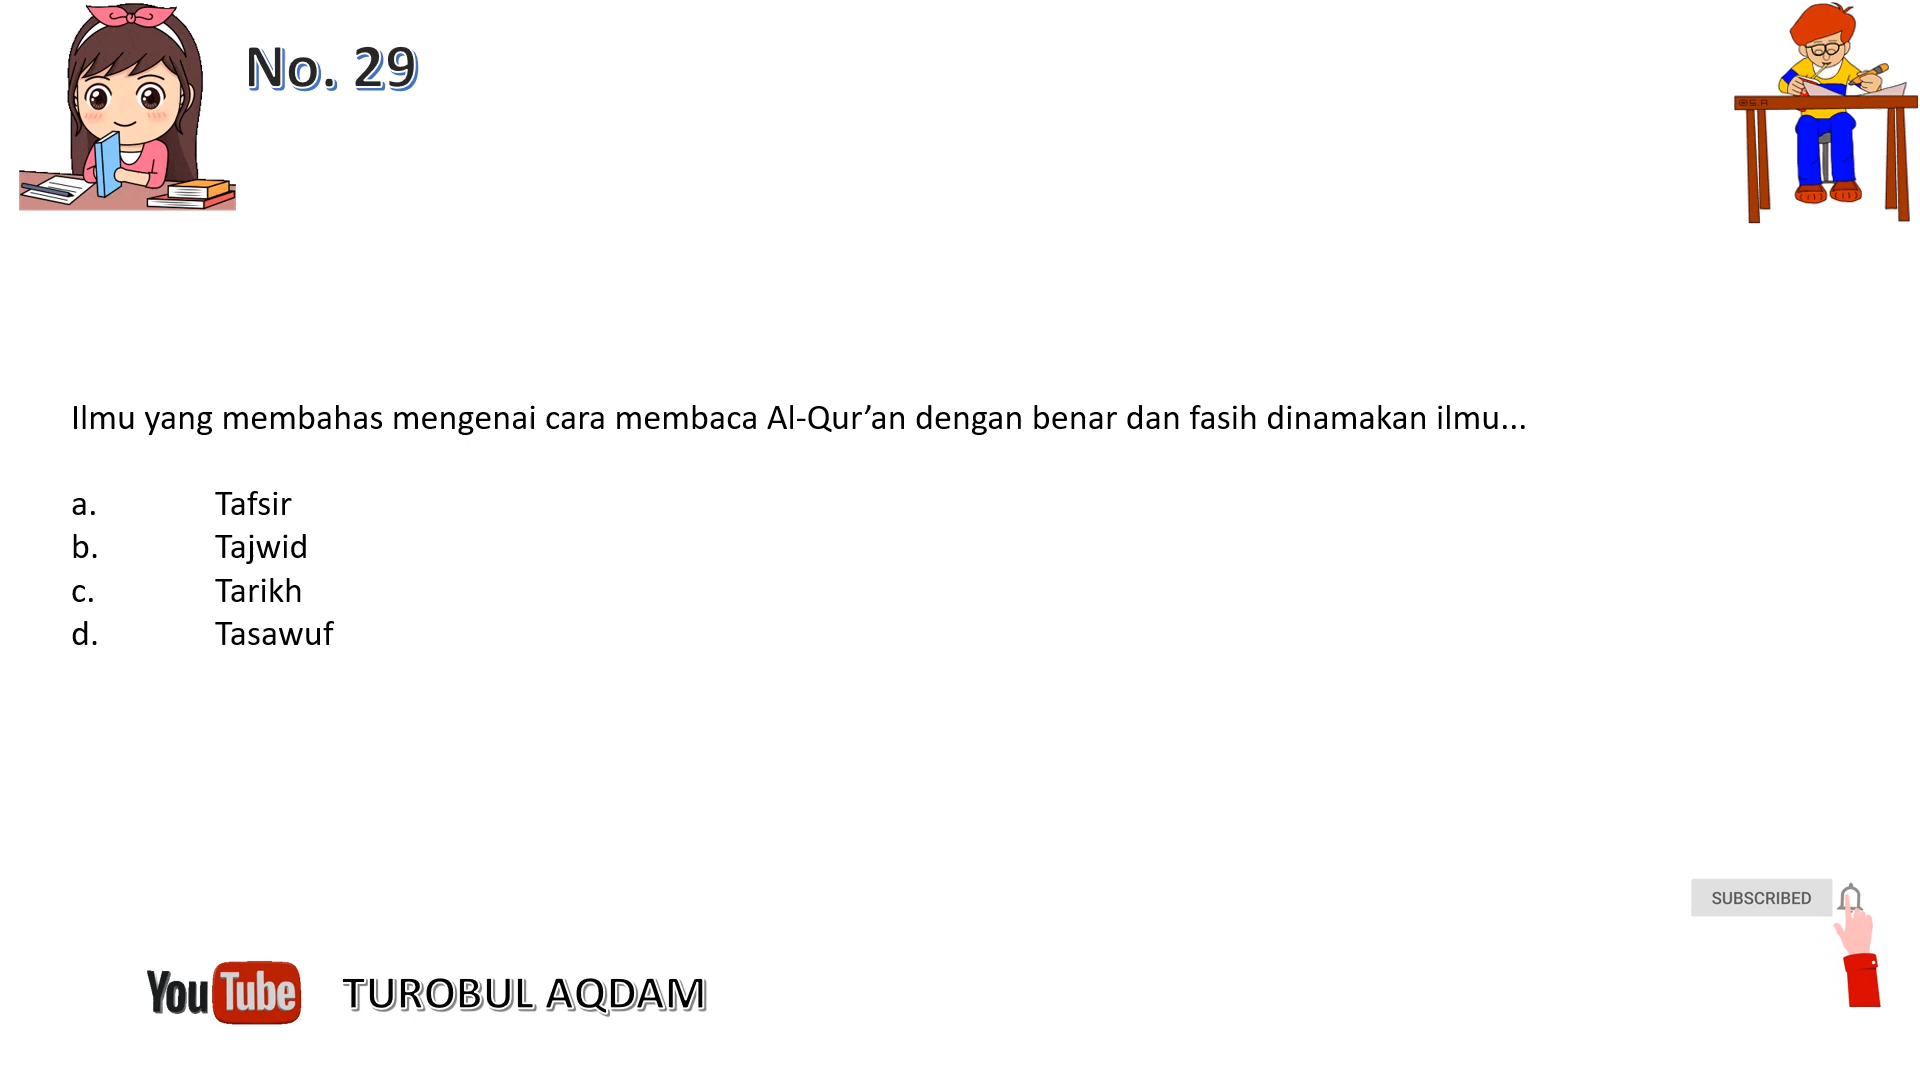 No. 29
Ilmu yang membahas mengenai cara membaca Al-Qur’an dengan benar dan fasih dinamakan ilmu...
a. Tafsir
b. Tajwid
c. Tarikh
d. Tasawuf
SUBSCRIBED
YouTube TUROBUL AQDAM